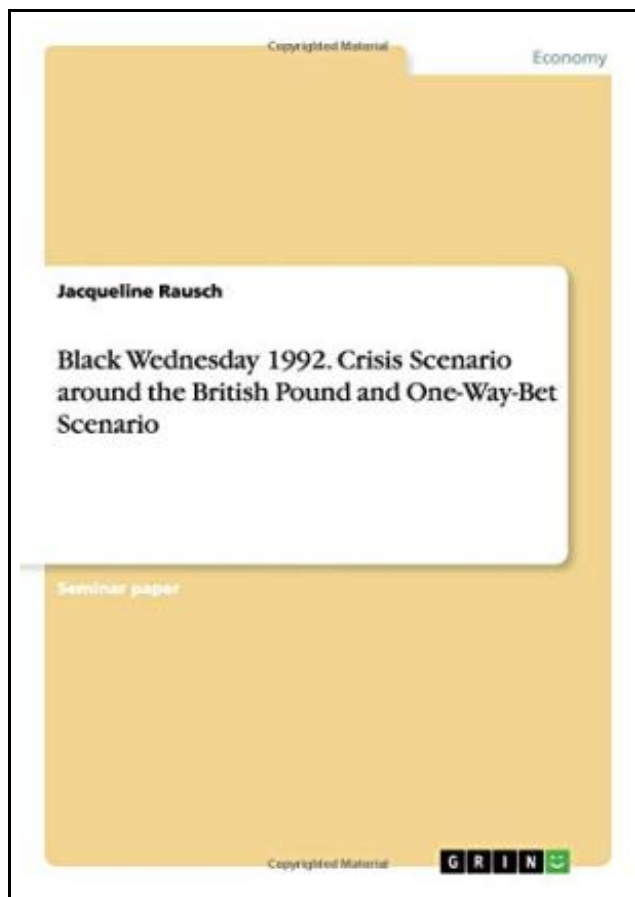 Copyrighted Material
Economy
Jacqueline Rausch
Black Wednesday 1992. Crisis Scenario
around the British Pound and One-Way-Bet
Scenario
Seminar paper
Copyrighted Material
GRIN